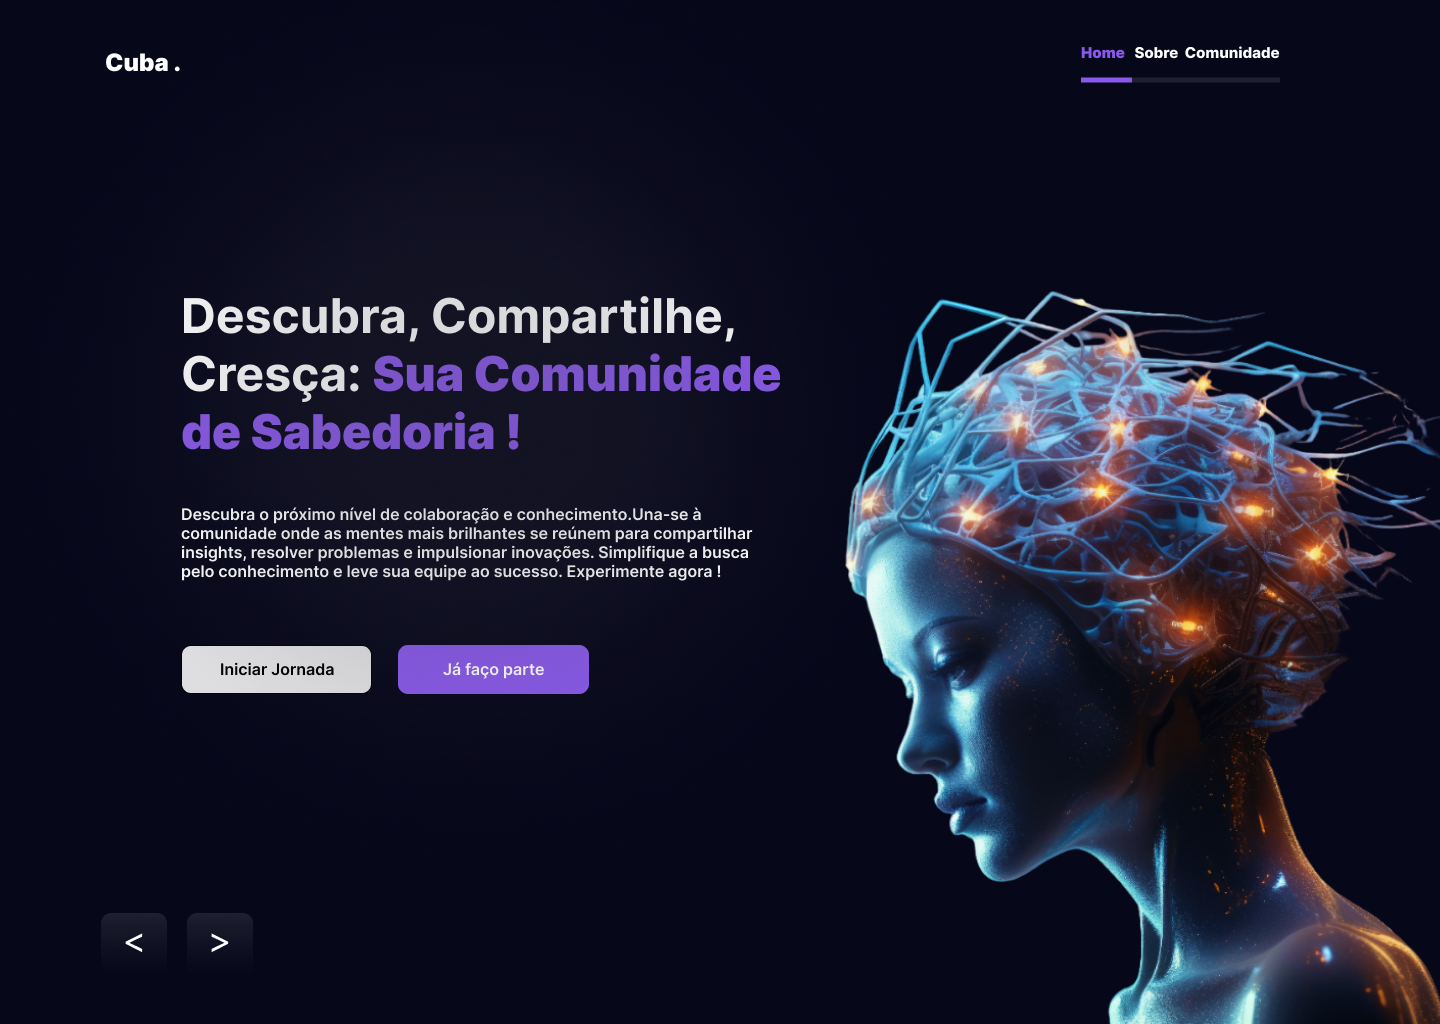 Cuba .
Home Sobre Comunidade
Descubra, Compartilhe,
Cresça: Sua Comunidade
de Sabedoria !
Descubra o próximo nível de colaboração e conhecimento.Una-se à
comunidade onde as mentes mais brilhantes se reúnem para compartilhar
insights, resolver problemas e impulsionar inovações. Simplifique a busca
pelo conhecimento e leve sua equipe ao sucesso. Experimente agora !
Iniciar Jornada
Já faço parte
< >